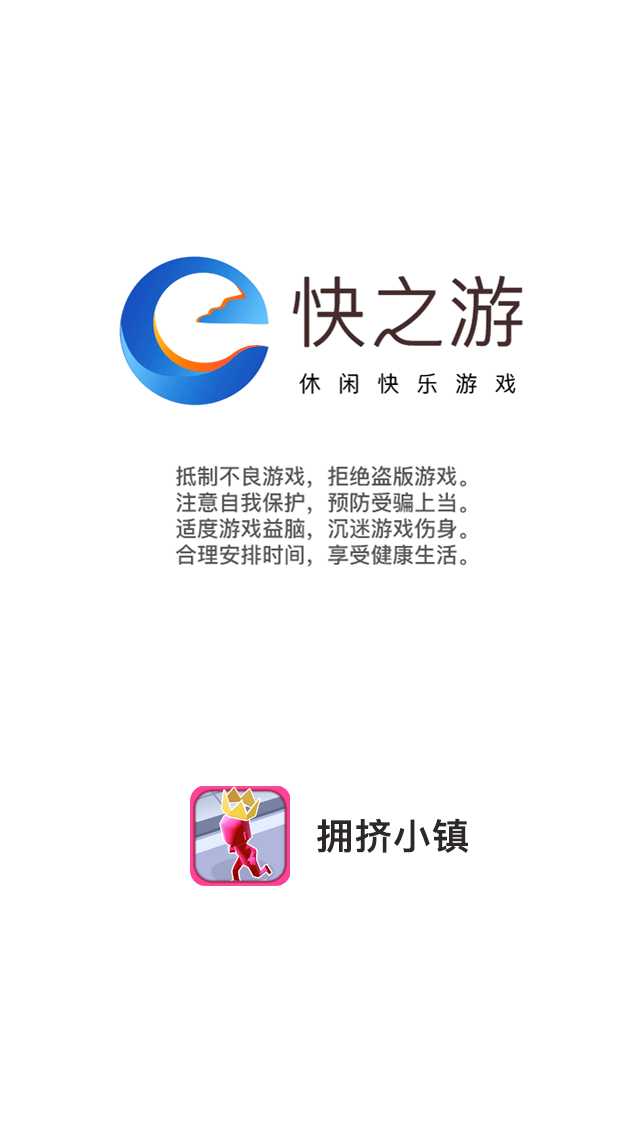 快之游
休闲快乐游戏
抵制不良游戏，拒绝盗版游戏。
注意自我保护，预防受骗上当。
适度游戏益脑，沉迷游戏伤身。
合理安排时间，享受健康生活。
拥挤小镇